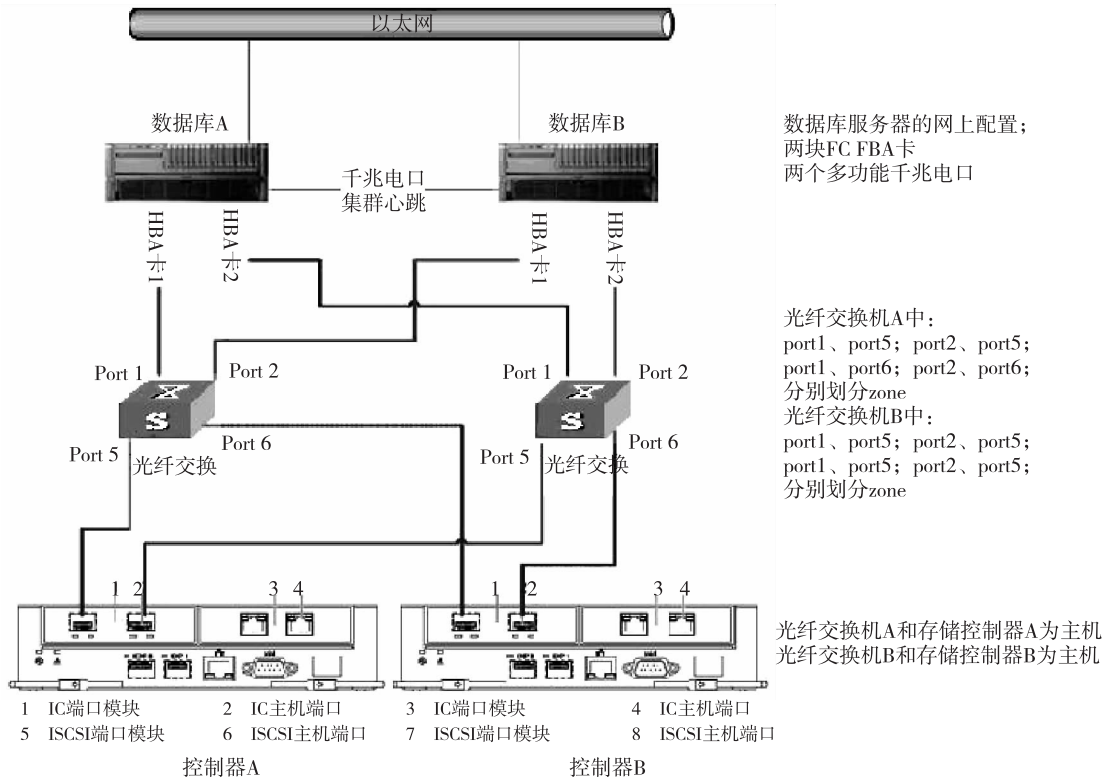 以太网
数据库A
数据库B
数据库服务器的网上配置；
两块FC FBA卡
两个多功能千兆电口
千兆电口
集群心跳
HBA卡1
HBA卡2
HBA卡1
HBA卡2
光纤交换机A中：
port1、port5；port2、port5；
port1、port6；port2、port6；
分别划分zone
光纤交换机B中：
port1、port5；port2、port5；
port1、port5；port2、port5；
分别划分zone
Port 1
Port 2
Port 1
Port 2
S
S
Port 5
Port 6
Port 5
Port 6
光纤交换
光纤交换
1 2 3 4
1 2 3 4
光纤交换机A和存储控制器A为主机
光纤交换机B和存储控制器B为主机
1 IC端口模块 2 IC主机端口 3 IC端口模块 4 IC主机端口
5 ISCSI端口模块 6 ISCSI主机端口 7 ISCSI端口模块 8 ISCSI主机端口
控制器A
控制器B